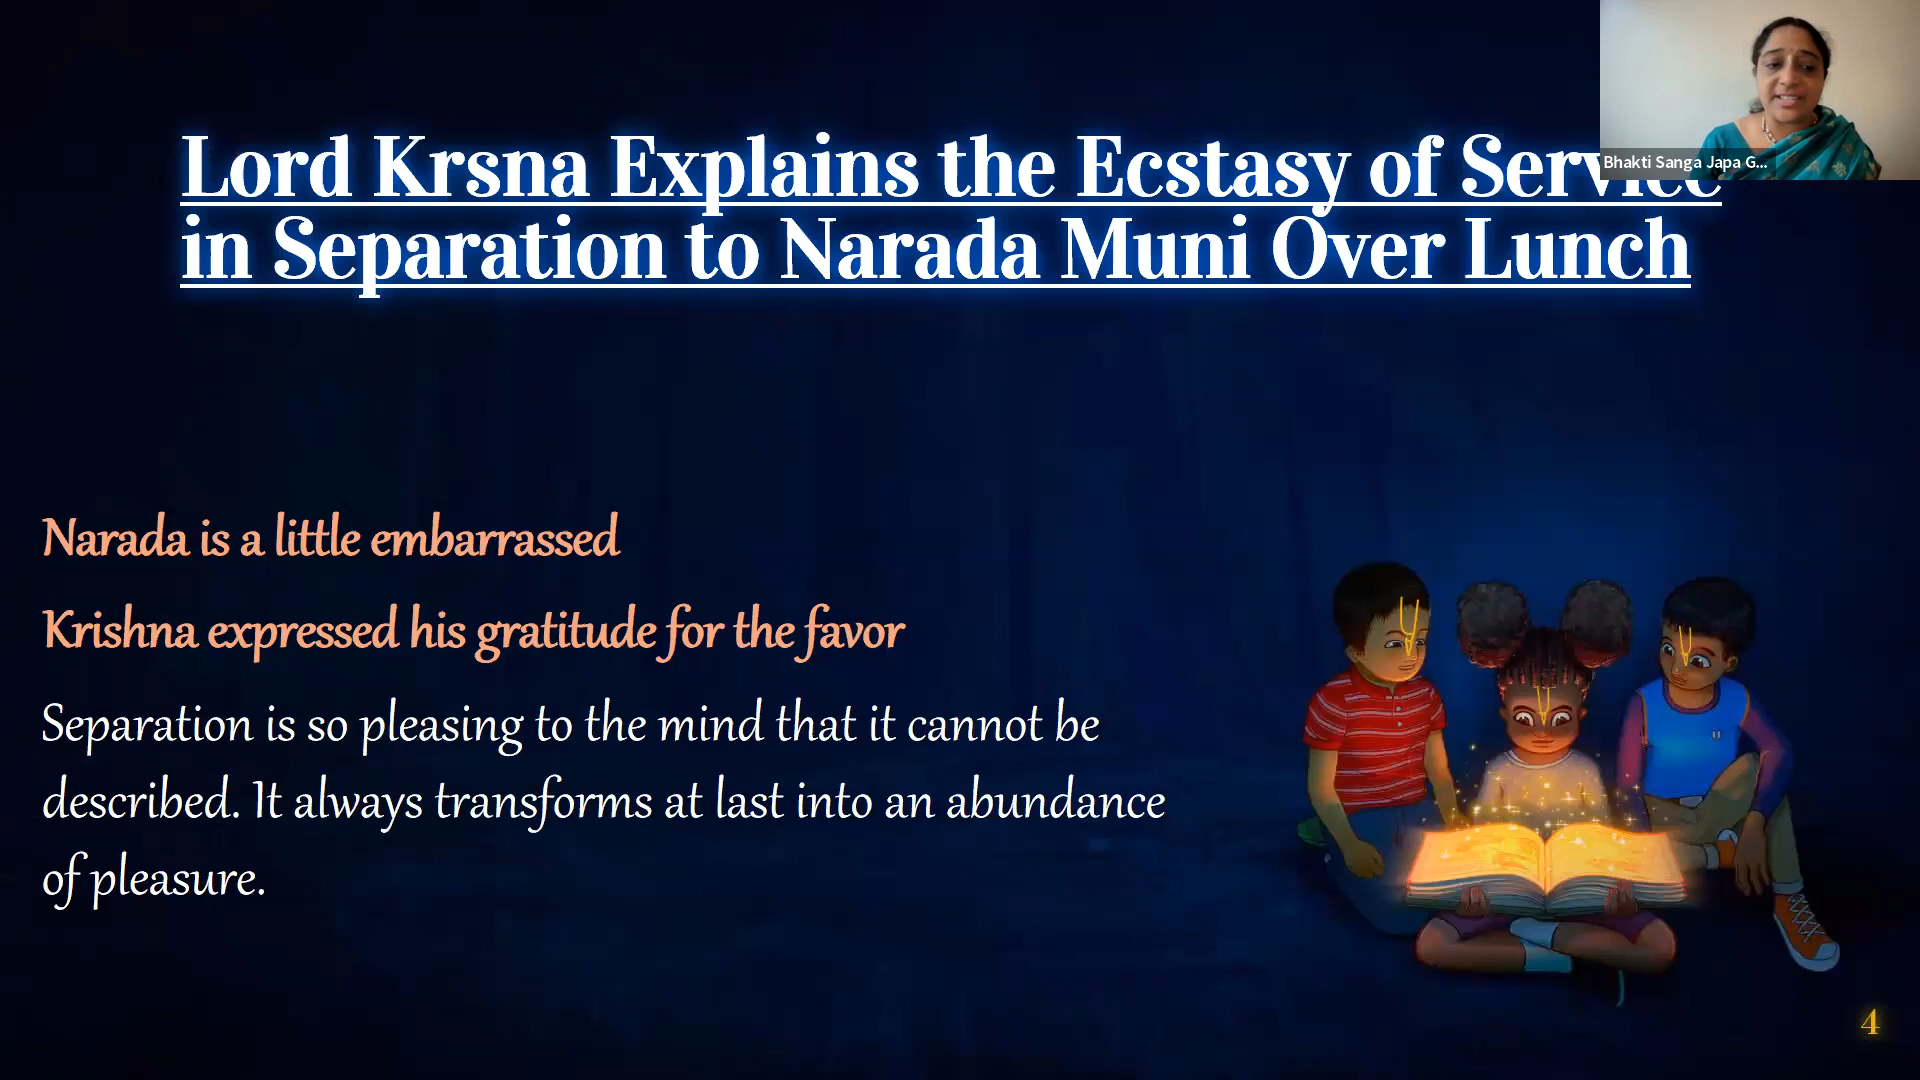 Lord Krsna Explains the Ecstasy of Service
in Separation to Narada Muni Over Lunch
Bhakti Sanga Japa G...
Narada is a little embarrassed
Krishna expressed his gratitude for the favor
Separation is so pleasing to the mind that it cannot be
described. It always transforms at last into an abundance
of pleasure.
4